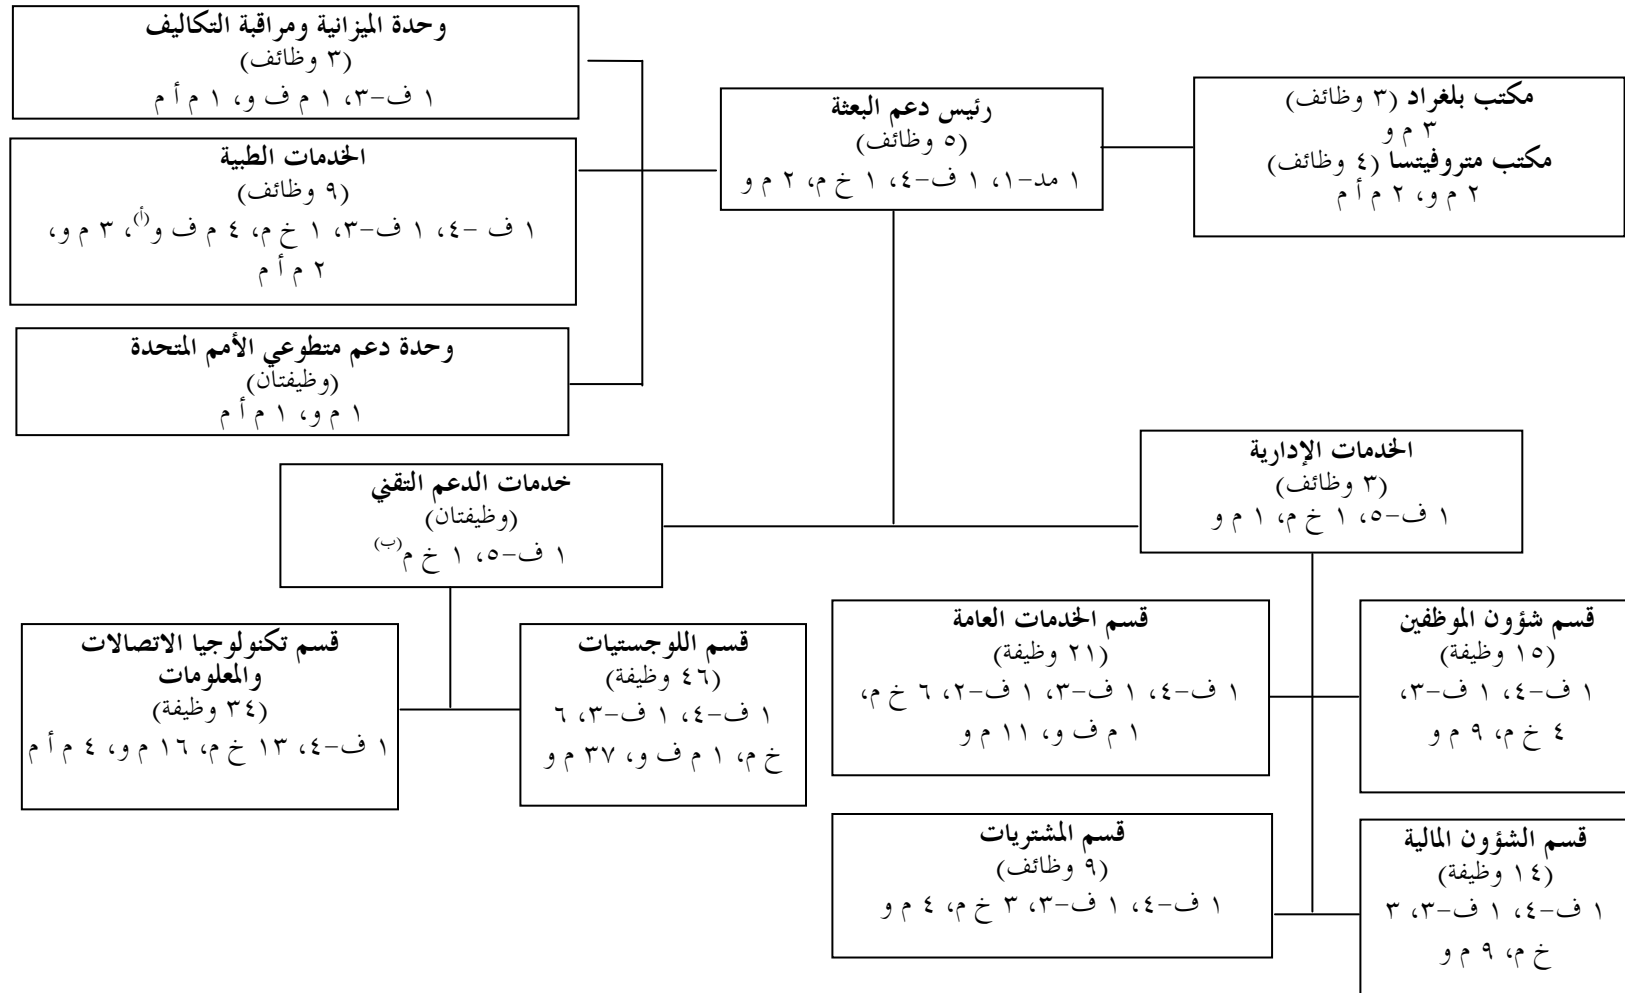 وحدة الميزانية ومراقبة التكاليف
(٣ وظائف)
١ ف-٣، ١ م ف و، ١ م أ م
رئيس دعم البعثة
(٥ وظائف)
١ مد-١، ١ ف-٤، ١ خ م، ٢ م و
مكتب بلغراد (٣ وظائف)
٣ م و
مكتب متروفيتسا (٤ وظائف)
٢ م و، ٢ م أ م
الخدمات الطبية
(٩ وظائف)
١ ف -٤، ١ ف-٣، ١ خ م، ٤ م ف و(أ)، ٣ م و،
٢ م أ م
وحدة دعم متطوعي الأمم المتحدة
(وظيفتان)
١ م و، ١ م أ م
الخدمات الإدارية
(٣ وظائف)
١ ف-٥، ١ خ م، ١ م و
خدمات الدعم التقني
(وظيفتان)
١ ف-٥، ١ خ م(ب)
قسم شؤون الموظفين
(١٥ وظيفة)
١ ف-٤، ١ ف-٣،
٤ خ م، ٩ م و
قسم الخدمات العامة
(٢١ وظيفة)
١ ف-٤، ١ ف-٣، ١ ف-٢، ٦ خ م،
١ م ف و، ١١ م و
قسم اللوجستيات
(٤٦ وظيفة)
١ ف-٤، ١ ف-٣، ٦
خ م، ١ م ف و، ٣٧ م و
قسم تكنولوجيا الاتصالات
والمعلومات
(٣٤ وظيفة)
١ ف-٤، ١٣ خ م، ١٦ م و، ٤ م أ م
قسم الشؤون المالية
(١٤ وظيفة)
١ ف-٤، ١ ف-٣، ٣
خ م، ٩ م و
قسم المشتريات
(٩ وظائف)
١ ف-٤، ١ ف-٣، ٣ خ م، ٤ م و